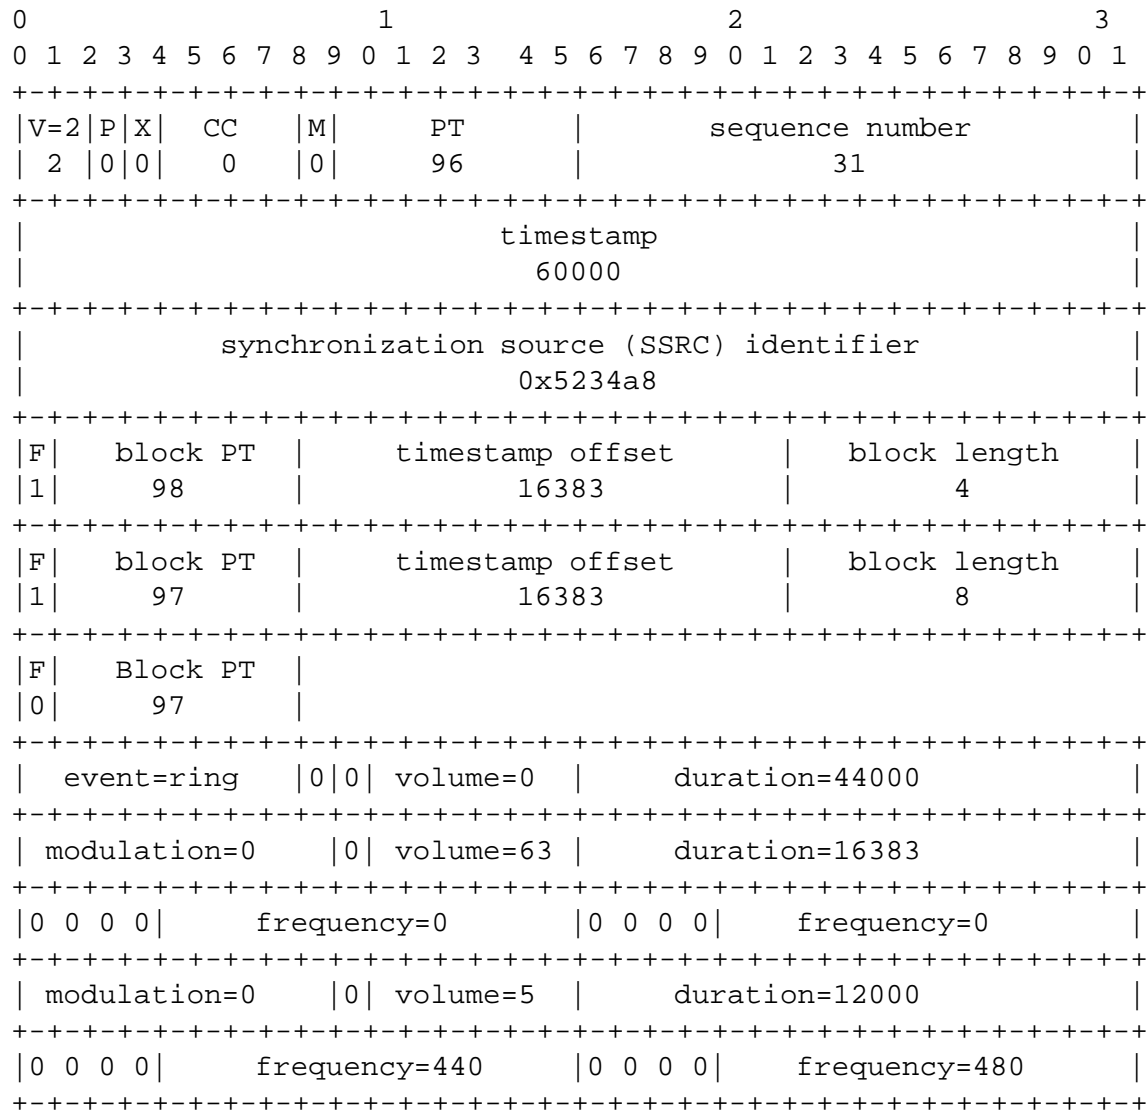 0                   1                   2                   3
0 1 2 3 4 5 6 7 8 9 0 1 2 3  4 5 6 7 8 9 0 1 2 3 4 5 6 7 8 9 0 1
+-+-+-+-+-+-+-+-+-+-+-+-+-+-+-+-+-+-+-+-+-+-+-+-+-+-+-+-+-+-+-+-+
|V=2|P|X|  CC   |M|     PT      |       sequence number         |
| 2 |0|0|   0   |0|     96      |              31               |
+-+-+-+-+-+-+-+-+-+-+-+-+-+-+-+-+-+-+-+-+-+-+-+-+-+-+-+-+-+-+-+-+
|                           timestamp                           |
|                             60000                             |
+-+-+-+-+-+-+-+-+-+-+-+-+-+-+-+-+-+-+-+-+-+-+-+-+-+-+-+-+-+-+-+-+
|           synchronization source (SSRC) identifier            |
|                            0x5234a8                           |
+-+-+-+-+-+-+-+-+-+-+-+-+-+-+-+-+-+-+-+-+-+-+-+-+-+-+-+-+-+-+-+-+
|F|   block PT  |     timestamp offset      |   block length    |
|1|     98      |            16383          |         4         |
+-+-+-+-+-+-+-+-+-+-+-+-+-+-+-+-+-+-+-+-+-+-+-+-+-+-+-+-+-+-+-+-+
|F|   block PT  |     timestamp offset      |   block length    |
|1|     97      |            16383          |         8         |
+-+-+-+-+-+-+-+-+-+-+-+-+-+-+-+-+-+-+-+-+-+-+-+-+-+-+-+-+-+-+-+-+
|F|   Block PT  |
|0|     97      |
+-+-+-+-+-+-+-+-+-+-+-+-+-+-+-+-+-+-+-+-+-+-+-+-+-+-+-+-+-+-+-+-+
|  event=ring   |0|0| volume=0  |     duration=44000            |
+-+-+-+-+-+-+-+-+-+-+-+-+-+-+-+-+-+-+-+-+-+-+-+-+-+-+-+-+-+-+-+-+
| modulation=0    |0| volume=63 |     duration=16383            |
+-+-+-+-+-+-+-+-+-+-+-+-+-+-+-+-+-+-+-+-+-+-+-+-+-+-+-+-+-+-+-+-+
|0 0 0 0|     frequency=0       |0 0 0 0|    frequency=0        |
+-+-+-+-+-+-+-+-+-+-+-+-+-+-+-+-+-+-+-+-+-+-+-+-+-+-+-+-+-+-+-+-+
| modulation=0    |0| volume=5  |     duration=12000            |
+-+-+-+-+-+-+-+-+-+-+-+-+-+-+-+-+-+-+-+-+-+-+-+-+-+-+-+-+-+-+-+-+
|0 0 0 0|     frequency=440     |0 0 0 0|    frequency=480      |
+-+-+-+-+-+-+-+-+-+-+-+-+-+-+-+-+-+-+-+-+-+-+-+-+-+-+-+-+-+-+-+-+